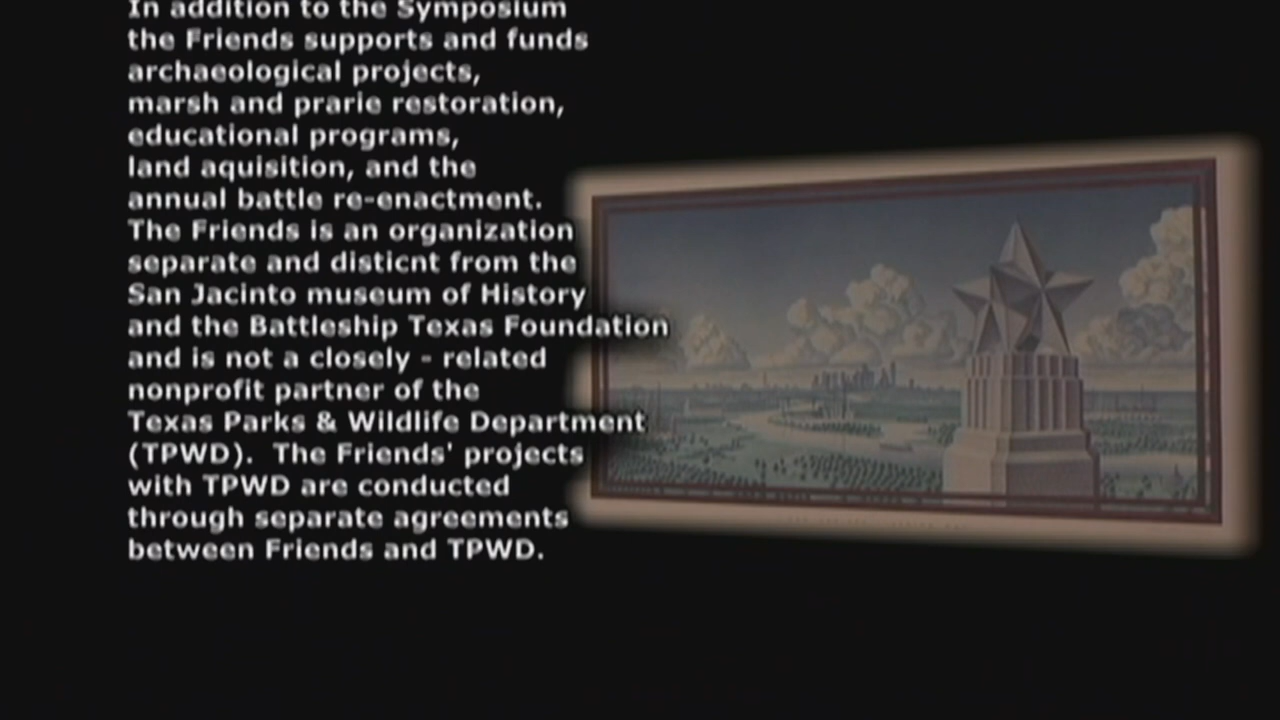 In addition to the Symposium
the Friends supports and funds
archaeological projects,
marsh and prarie restoration,
educational programs,
land aquisition, and the
annual battle re-enactment.
The Friends is an organization
separate and disticnt from the
San Jacinto museum of History
and the Battleship Texas Foundation
and is not a closely - related
nonprofit partner of the
Texas Parks & Wildlife Department
(TPWD).  The Friends' projects
with TPWD are conducted
through separate agreements
between Friends and TPWD.